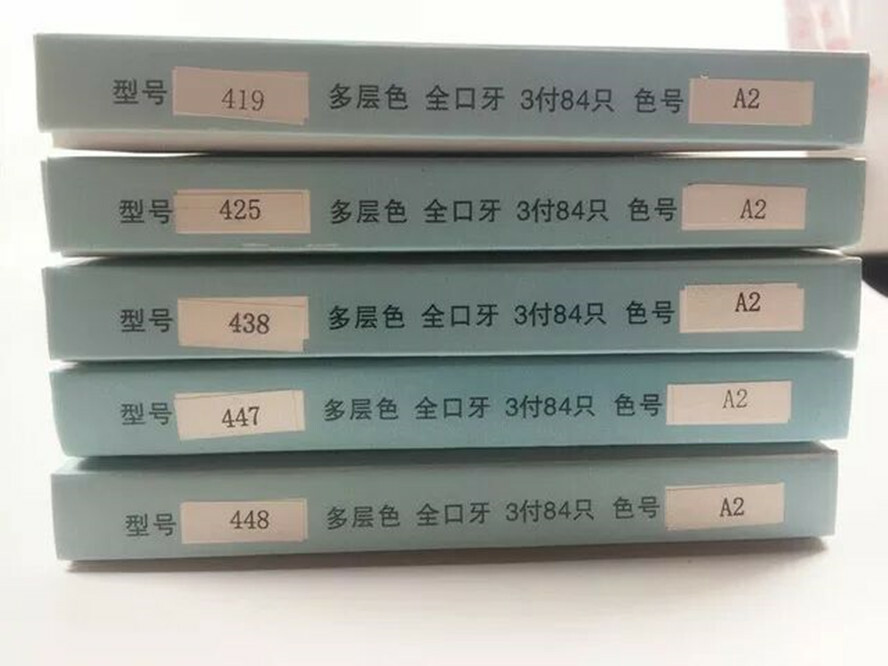 型号 419 多层色 全口牙 3付84只 色号 A2
型号 425 多层色 全口牙 3付84只 色号 A2
型号 438 多层色 全口牙 3付84只 色号 A2
型号 447 多层色 全口牙 3付84只 色号 A2
型号 448 多层色 全口牙 3付84只 色号 A2